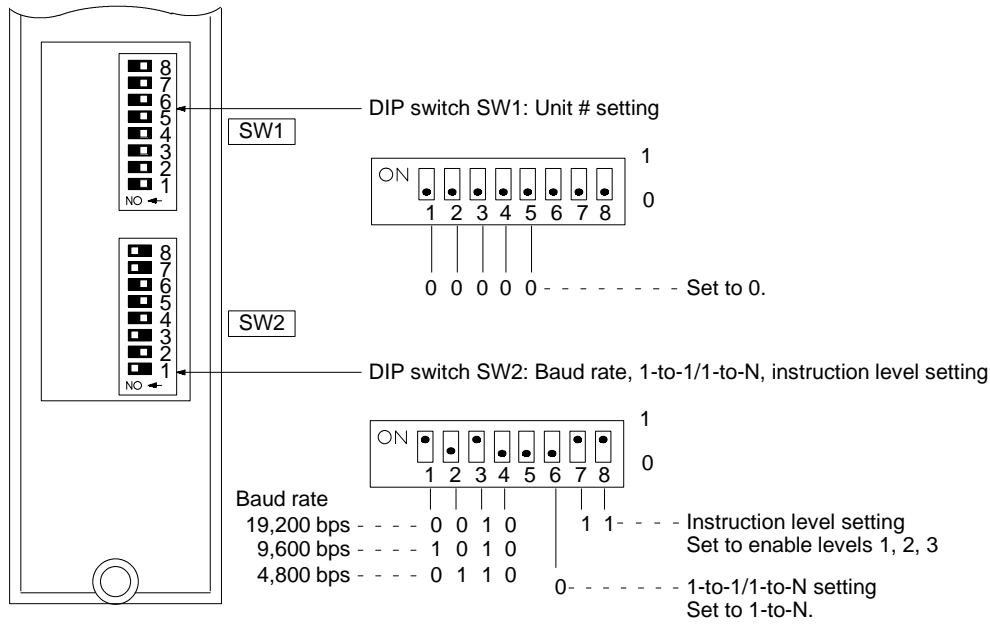 8
7
6
5
4
3
2
1
NO
SW1
DIP switch SW1: Unit # setting
ON
1
0
1 2 3 4 5 6 7 8
0 0 0 0 0 Set to 0.
8
7
6
5
4
3
2
1
NO
SW2
DIP switch SW2: Baud rate, 1-to-1/1-to-N, instruction level setting
ON
1
0
1 2 3 4 5 6 7 8
Baud rate
19,200 bps 0 0 1 0
9,600 bps 1 0 1 0
4,800 bps 0 1 1 0
1 1 Instruction level setting
Set to enable levels 1, 2, 3
0 1-to-1/1-to-N setting
Set to 1-to-N.